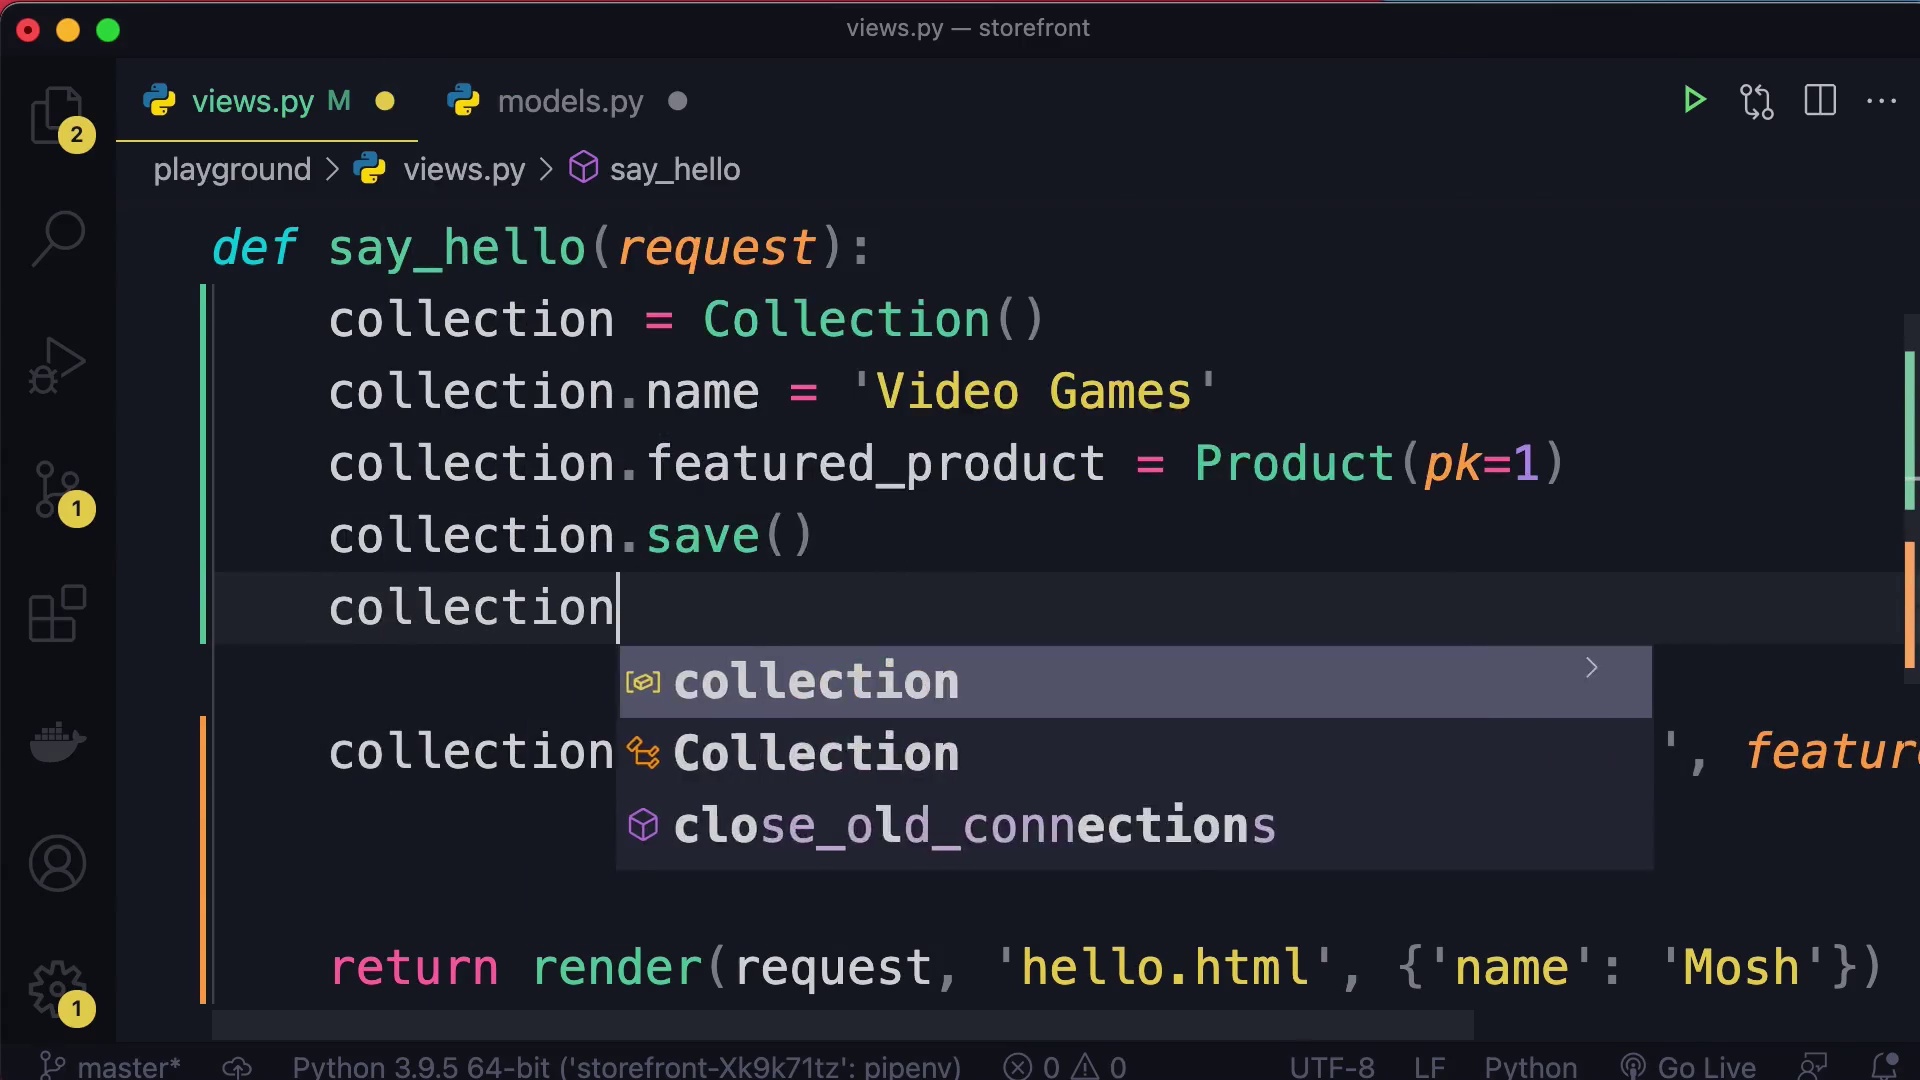 views.py — storefront
views.py M
models.py
2
playground > views.py > say_hello
def say_hello(request):
collection = Collection()
collection.name = 'Video Games'
collection.featured_product = Product(pk=1)
collection.save()
1
collection
collection
Collection
collection ', feature
close_old_connections
return render(request, 'hello.html', {'name': 'Mosh'})
1
master* Python 3.9.5 64-bit ('storefront-Xk9k71tz': pipenv) 0 0 UTF-8 LF Python Go Live